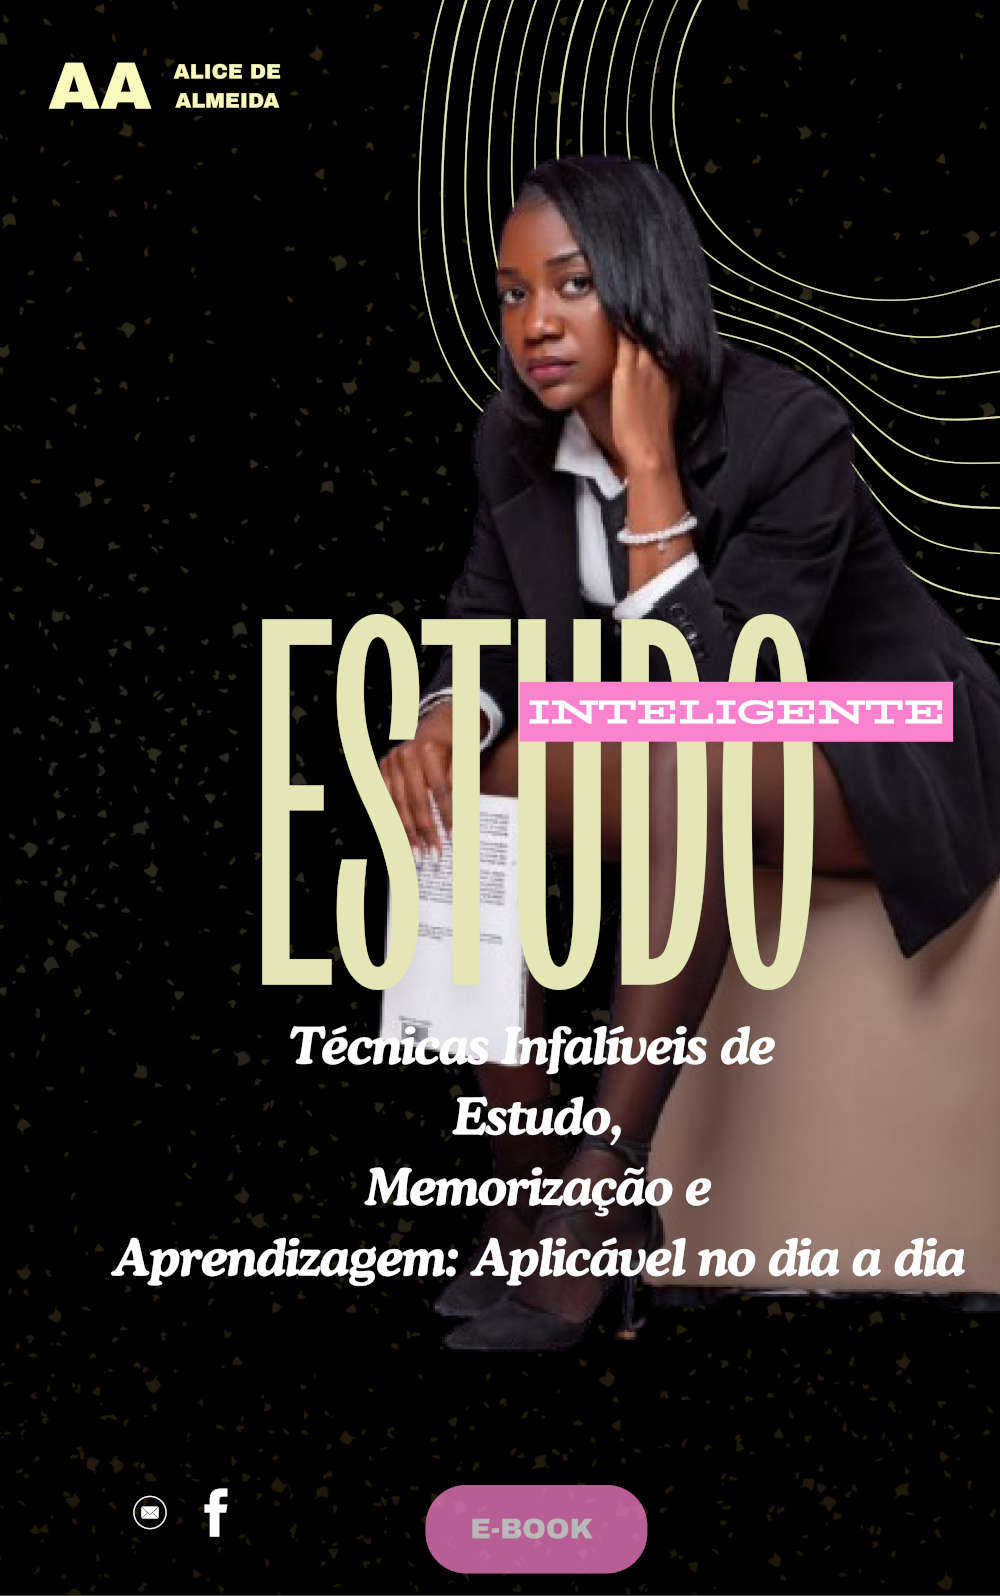 AA
ALICE DE
ALMEIDA
ESTUDO
INTELIGENTE
Técnicas Infalíveis de
Estudo,
Memorização e
Aprendizagem: Aplicável no dia a dia
f
E-BOOK